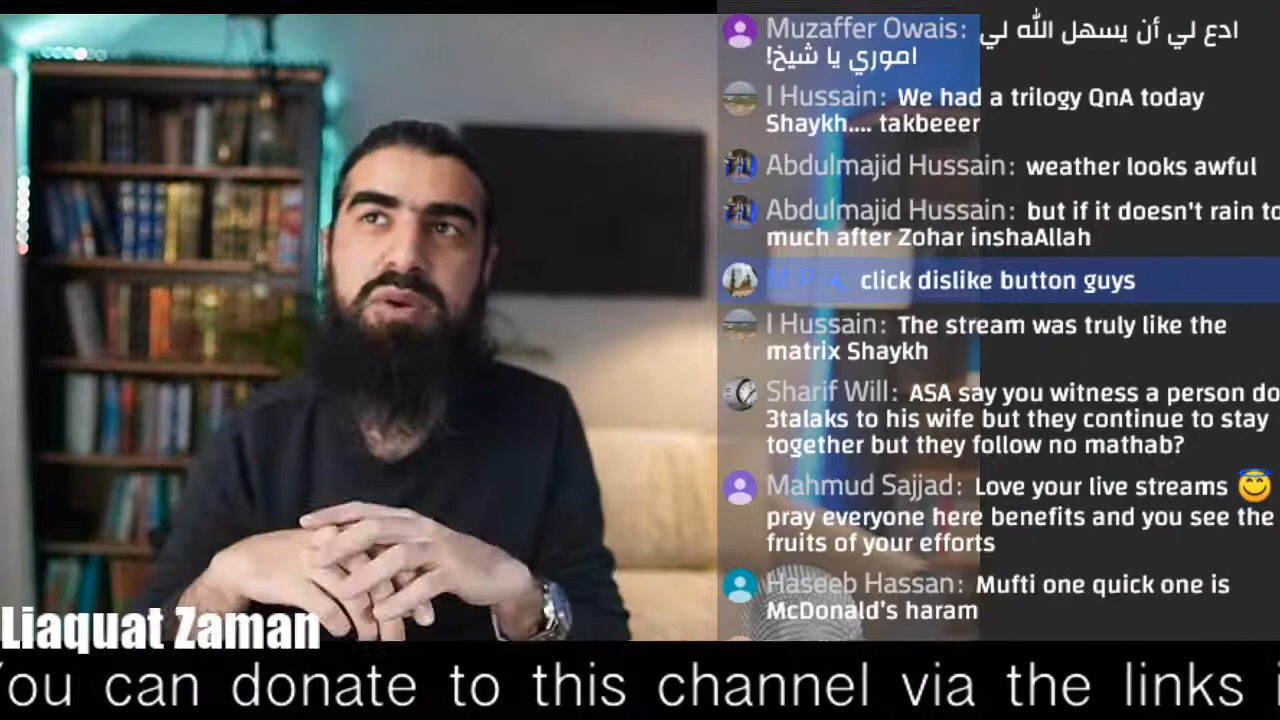 Muzaffer Owais: ادع لي أن يسهل الله لي
اموري يا شيخ!
I Hussain: We had a trilogy QnA today
Shaykh.... takbeeer
Abdulmajid Hussain: weather looks awful
Abdulmajid Hussain: but if it doesn't rain to
much after Zohar inshaAllah
click dislike button guys
I Hussain: The stream was truly like the
matrix Shaykh
Sharif Will: ASA say you witness a person do
3talaks to his wife but they continue to stay
together but they follow no mathab?
Mahmud Sajjad: Love your live streams 😇
pray everyone here benefits and you see the
fruits of your efforts
Haseeb Hassan: Mufti one quick one is
McDonald's haram
Liaquat Zaman
You can donate to this channel via the links